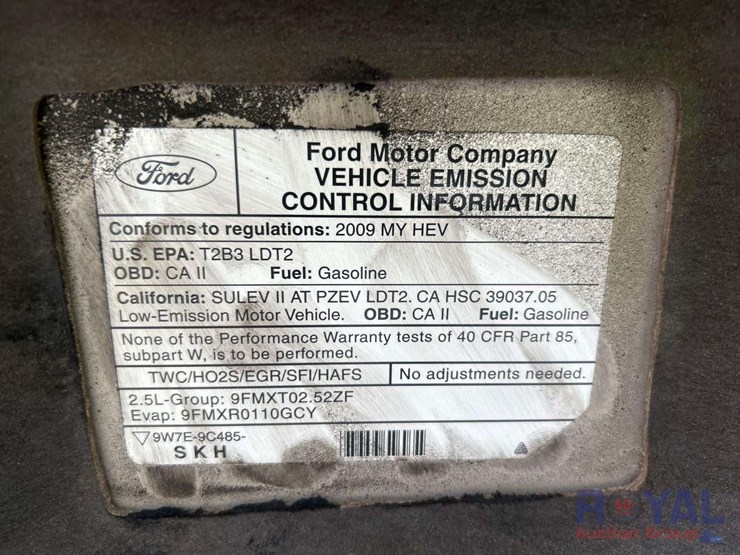 Ford
Ford Motor Company
VEHICLE EMISSION
CONTROL INFORMATION
Conforms to regulations: 2009 MY HEV
U.S. EPA: T2B3 LDT2
OBD: CA II Fuel: Gasoline
California: SULEV II AT PZEV LDT2. CA HSC 39037.05
Low-Emission Motor Vehicle. OBD: CA II Fuel: Gasoline
None of the Performance Warranty tests of 40 CFR Part 85,
subpart W, is to be performed.
TWC/HO2S/EGR/SFI/HAFS No adjustments needed.
2.5L-Group: 9FMXT02.52ZF
Evap: 9FMXR0110GCY
9W7E-9C485-
SKH
ROYAL
Auction Group